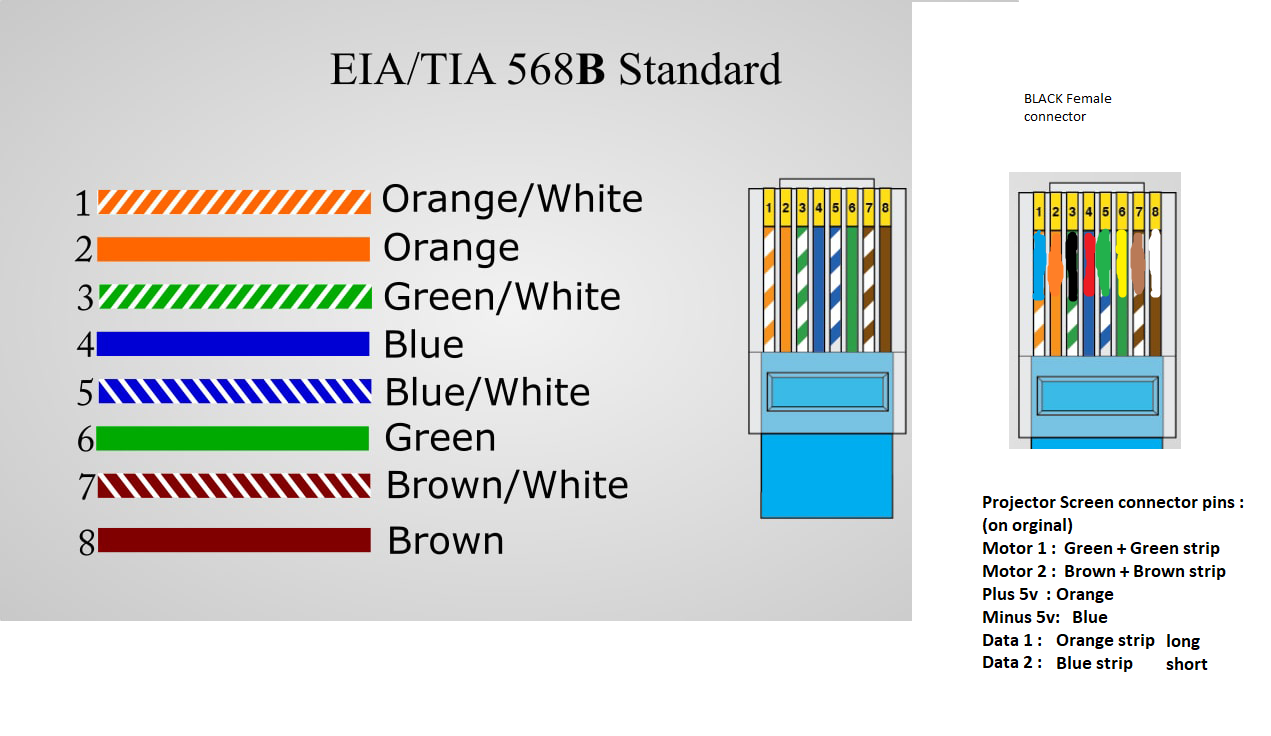 EIA/TIA 568B Standard
1 Orange/White
2 Orange
3 Green/White
4 Blue
5 Blue/White
6 Green
7 Brown/White
8 Brown
1 2 3 4 5 6 7 8
BLACK Female
connector
1 2 3 4 5 6 7 8
Projector Screen connector pins :
(on orginal)
Motor 1 : Green + Green strip
Motor 2 : Brown + Brown strip
Plus 5v : Orange
Minus 5v: Blue
Data 1 : Orange strip long
Data 2 : Blue strip short